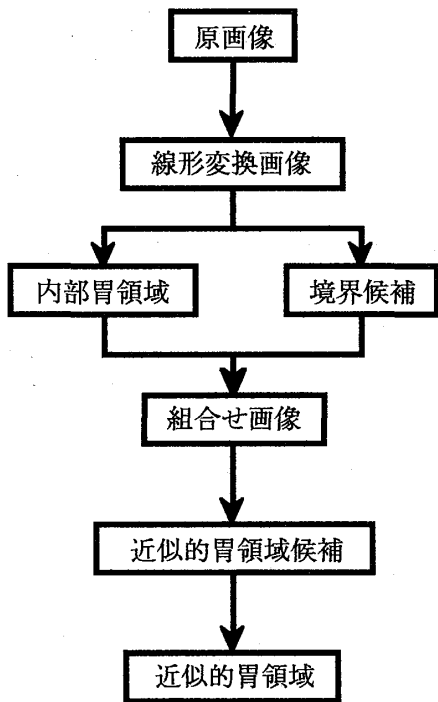 原画像
線形変換画像
内部胃領域
境界候補
組合せ画像
近似的胃領域候補
近似的胃領域